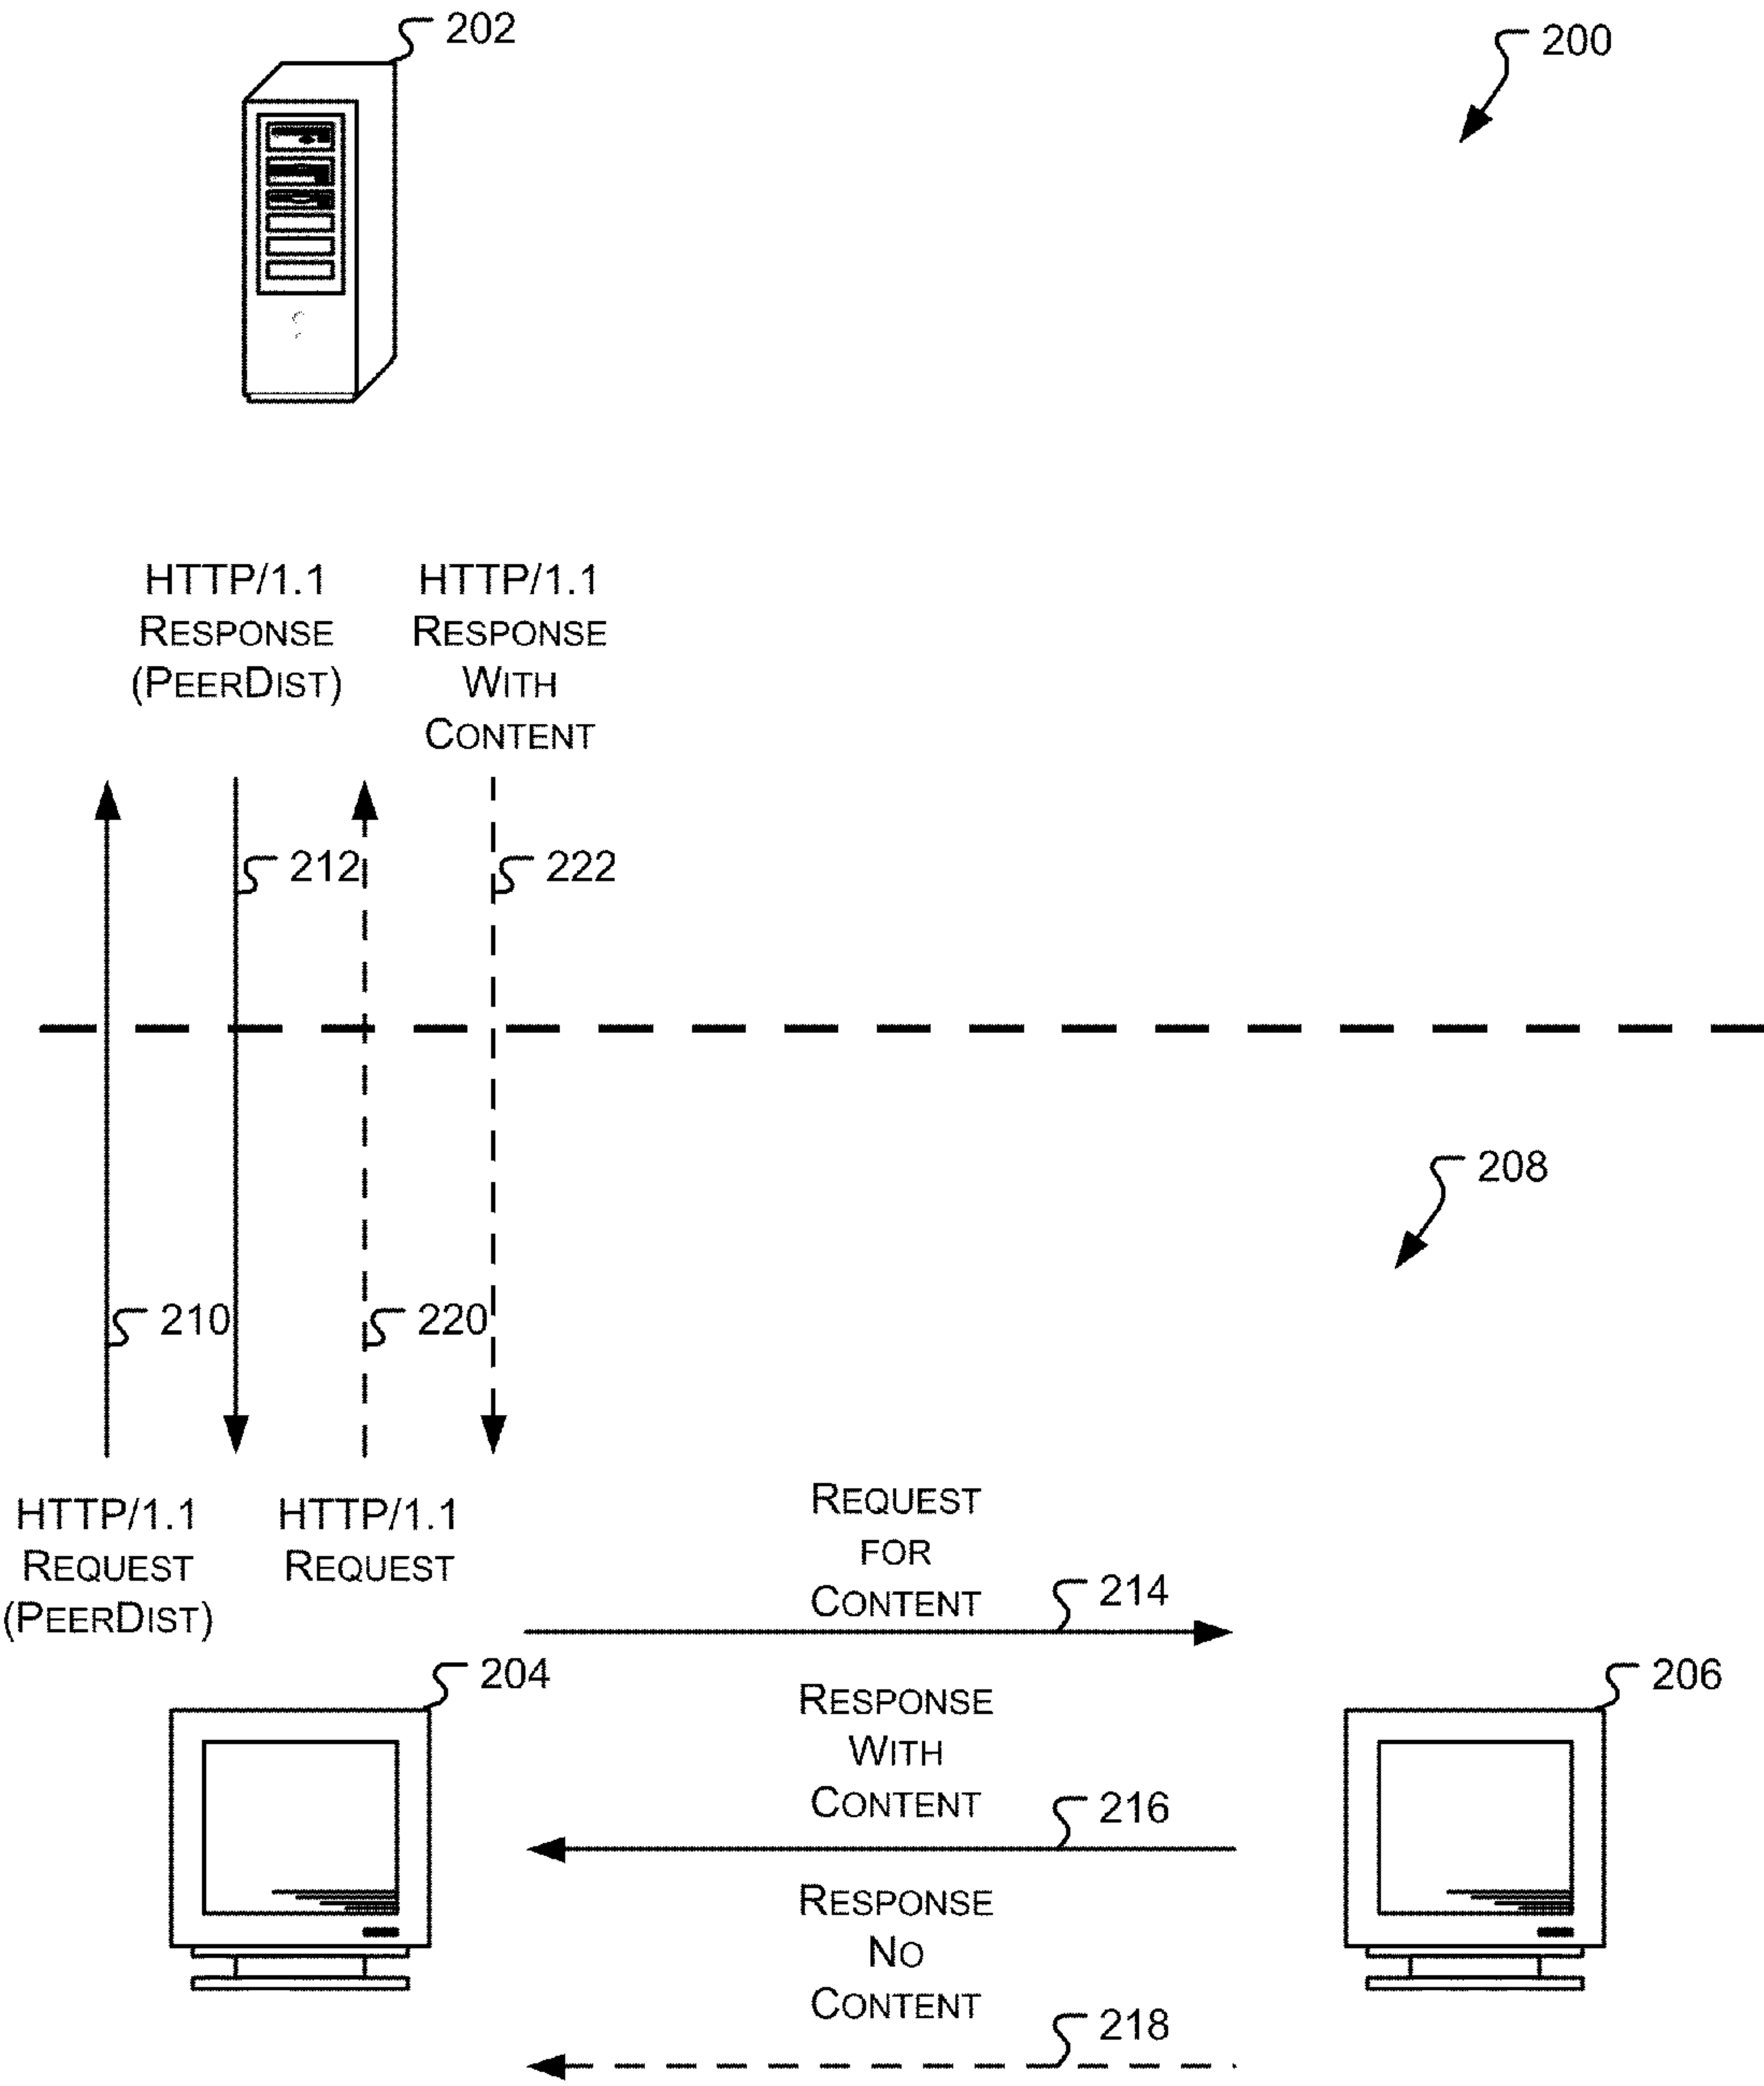 202
200
HTTP/1.1
RESPONSE
(PEERDIST)
HTTP/1.1
RESPONSE
WITH
CONTENT
212
222
208
210
220
HTTP/1.1
REQUEST
(PEERDIST)
HTTP/1.1
REQUEST
REQUEST
FOR
CONTENT
214
204
206
RESPONSE
WITH
CONTENT
216
RESPONSE
NO
CONTENT
218